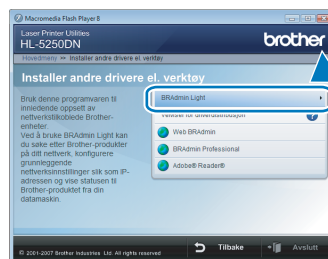 Macromedia Flash Player 8
Laser Printer Utilities
HL-5250DN
brother
Hovedmeny >> Installer andre drivere el. verktøy
Installer andre drivere el. verktøy
Bruk denne programvaren til
innledende oppsett av
nettverkstilkoblede Brother-
enheter.
Ved å bruke BRAdmin Light kan
du søke etter Brother-produkter
på ditt nettverk, konfigurere
grunnleggende
nettverksinnstillinger slik som IP-
adressen og vise statusen til
Brother-produktet fra din
datamaskin.
BRAdmin Light
Web BRAdmin
BRAdmin Professional
Adobe® Reader®
© 2001-2007 Brother Industries, Ltd. All rights reserved
Tilbake
Avslutt